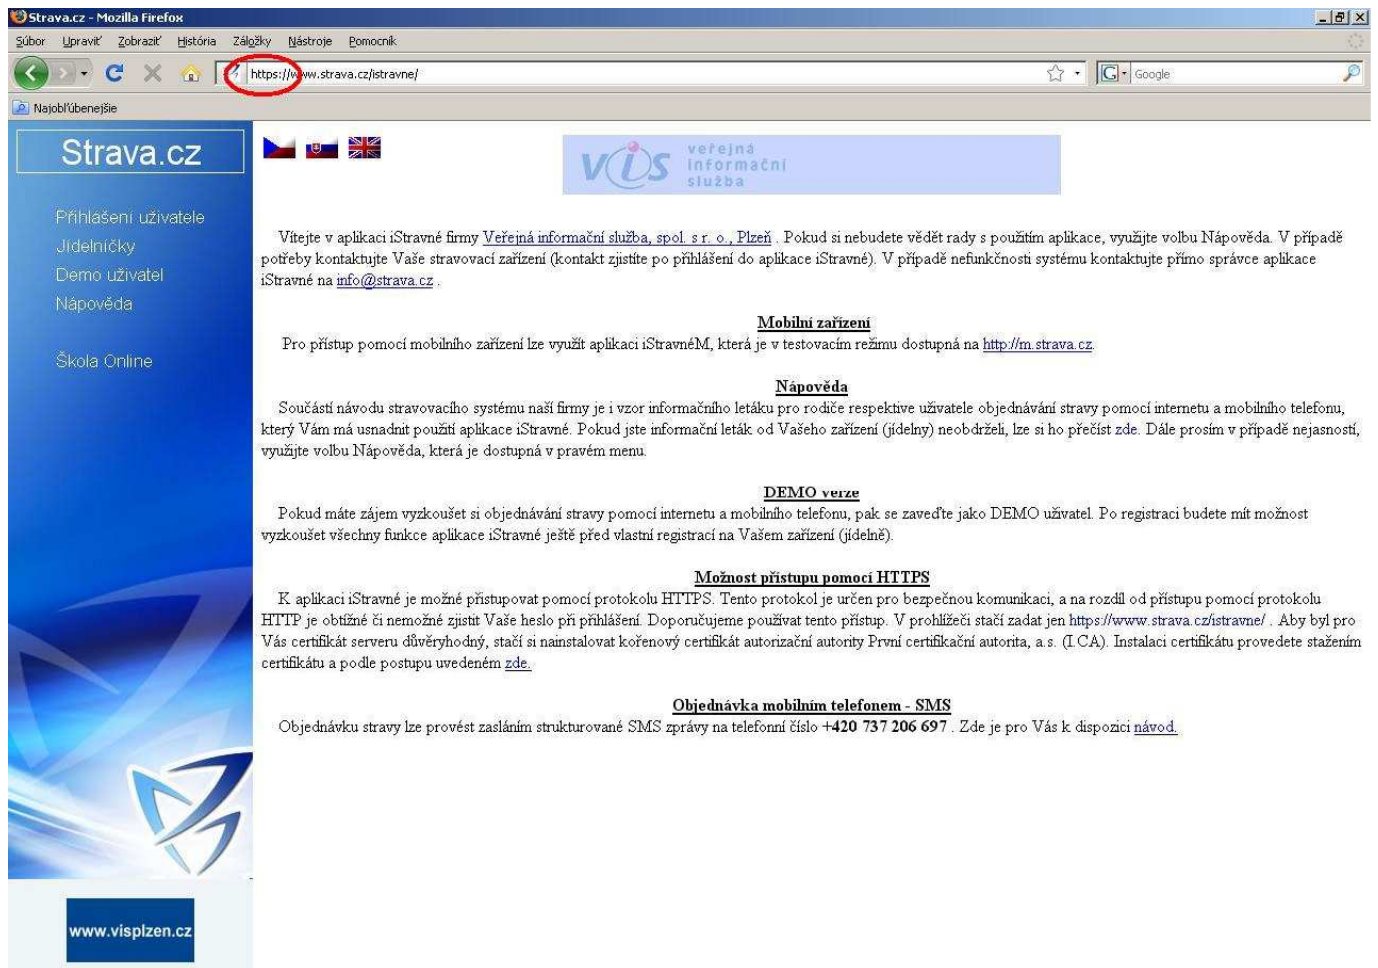 Strava.cz - Mozilla Firefox
Súbor Upraviť Zobraziť História Záložky Nástroje Pomocník
https://www.strava.cz/istravne/
Google
Najobľúbenejšie
Strava.cz
Přihlášení uživatele
Jídelníčky
Demo uživatel
Nápověda
Škola Online
www.visplzen.cz
vis veřejná
informační
služba
Vítejte v aplikaci iStravné firmy Veřejná informační služba, spol. s r. o., Plzeň . Pokud si nebudete vědět rady s použitím aplikace, využijte volbu Nápověda. V případě
potřeby kontaktujte Vaše stravovací zařízení (kontakt zjistíte po přihlášení do aplikace iStravné). V případě nefunkčnosti systému kontaktujte přímo správce aplikace
iStravné na info@strava.cz .
Mobilní zařízení
Pro přístup pomocí mobilního zařízení lze využít aplikaci iStravnéM, která je v testovacím režimu dostupná na http://m.strava.cz.
Nápověda
Součástí návodu stravovacího systému naší firmy je i vzor informačního letáku pro rodiče respektive uživatele objednávání stravy pomocí internetu a mobilního telefonu,
který Vám má usnadnit použití aplikace iStravné. Pokud jste informační leták od Vašeho zařízení (jídelny) neobdrželi, lze si ho přečíst zde. Dále prosím v případě nejasností,
využijte volbu Nápověda, která je dostupná v pravém menu.
DEMO verze
Pokud máte zájem vyzkoušet si objednávání stravy pomocí internetu a mobilního telefonu, pak se zaveďte jako DEMO uživatel. Po registraci budete mít možnost
vyzkoušet všechny funkce aplikace iStravné ještě před vlastní registrací na Vašem zařízení (jídelně).
Možnost přístupu pomocí HTTPS
K aplikaci iStravné je možné přistupovat pomocí protokolu HTTPS. Tento protokol je určen pro bezpečnou komunikaci, a na rozdíl od přístupu pomocí protokolu
HTTP je obtížné či nemožné zjistit Vaše heslo při přihlášení. Doporučujeme používat tento přístup. V prohlížeči stačí zadat jen https://www.strava.cz/istravne/ . Aby byl pro
Vás certifikát serveru důvěryhodný, stačí si nainstalovat kořenový certifikát autorizační autority První certifikační autorita, a.s. (I.CA). Instalaci certifikátu provedete stažením
certifikátu a podle postupu uvedeném zde.
Objednávka mobilním telefonem - SMS
Objednávku stravy lze provést zasláním strukturované SMS zprávy na telefonní číslo +420 737 206 697 . Zde je pro Vás k dispozici návod.